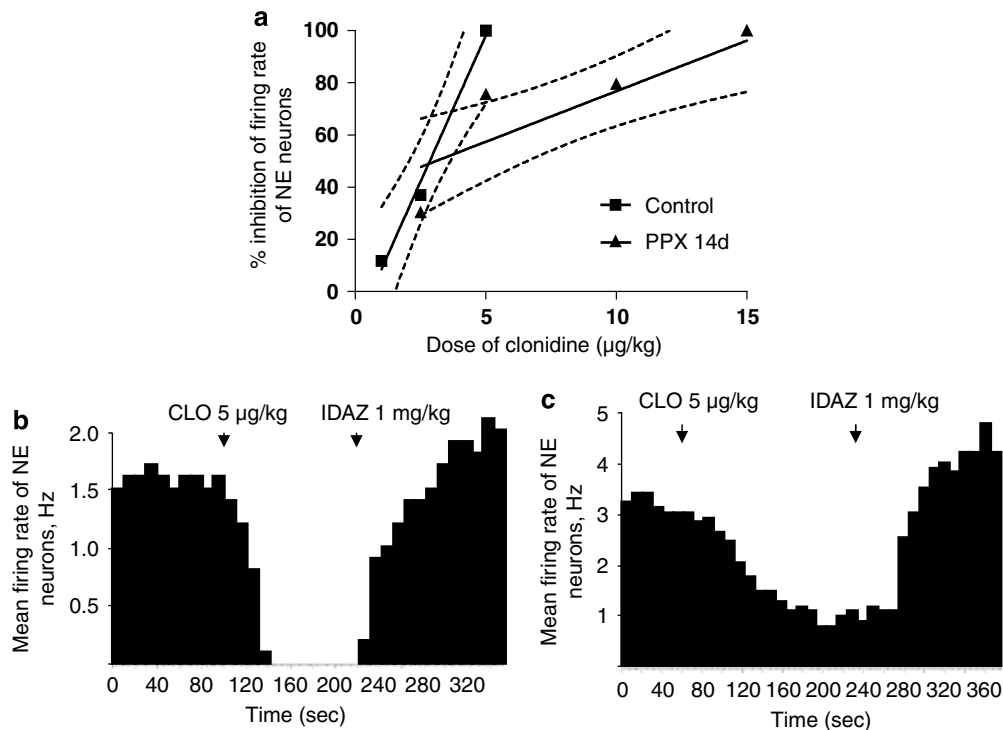 a
% inhibition of firing rate
of NE neurons
100
80
60
40
20
0
0 5 10 15
Dose of clonidine (µg/kg)
Control
PPX 14d
b
CLO 5 µg/kg IDAZ 1 mg/kg
Mean firing rate of NE
neurons, Hz
2.0
1.5
1.0
0.5
0 40 80 120 160 200 240 280 320
Time (sec)
c
CLO 5 µg/kg IDAZ 1 mg/kg
Mean firing rate of NE
neurons, Hz
5
4
3
2
1
0 40 80 120 160 200 240 280 320 360
Time (sec)